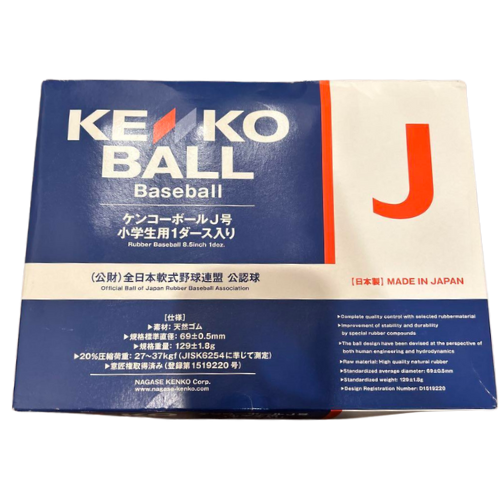 KENKO
BALL
Baseball
ケンコーボールJ号
小学生用1ダース入り
Rubber Baseball 8.5inch 1doz.
(公財)全日本軟式野球連盟 公認球
Official Ball of Japan Rubber Baseball Association
[仕様]
▶素材: 天然ゴム
▶規格標準直径: 69±0.5mm
▶規格重量: 129±1.8g
▶20%圧縮荷重: 27〜37kgf (JISK6254に準じて測定)
▶意匠権取得済み (登録第1519220号)
NAGASE KENKO Corp.
www.nagase-kenko.com
J
[日本製] MADE IN JAPAN
▶Complete quality control with selected rubbermaterial
▶Improvement of stability and durability
by special rubber compounds
▶The ball design have been devised at the perspective of
both human engineering and hydrodynamics
▶Raw material: High quality natural rubber
▶Standardized average diameter: 69±0.5mm
▶Standardized weight: 129±1.8g
▶Design Registration Number: D1519220